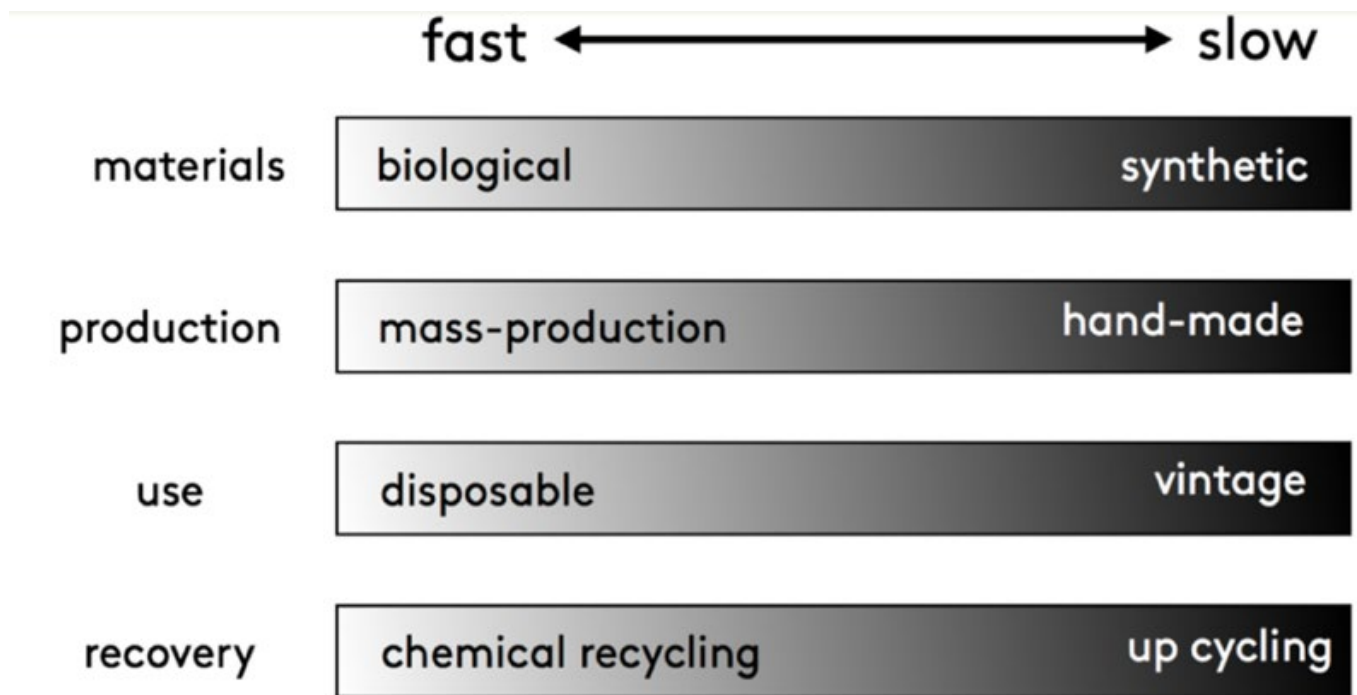 fast slow
materials biological synthetic
production mass-production hand-made
use disposable vintage
recovery chemical recycling up cycling